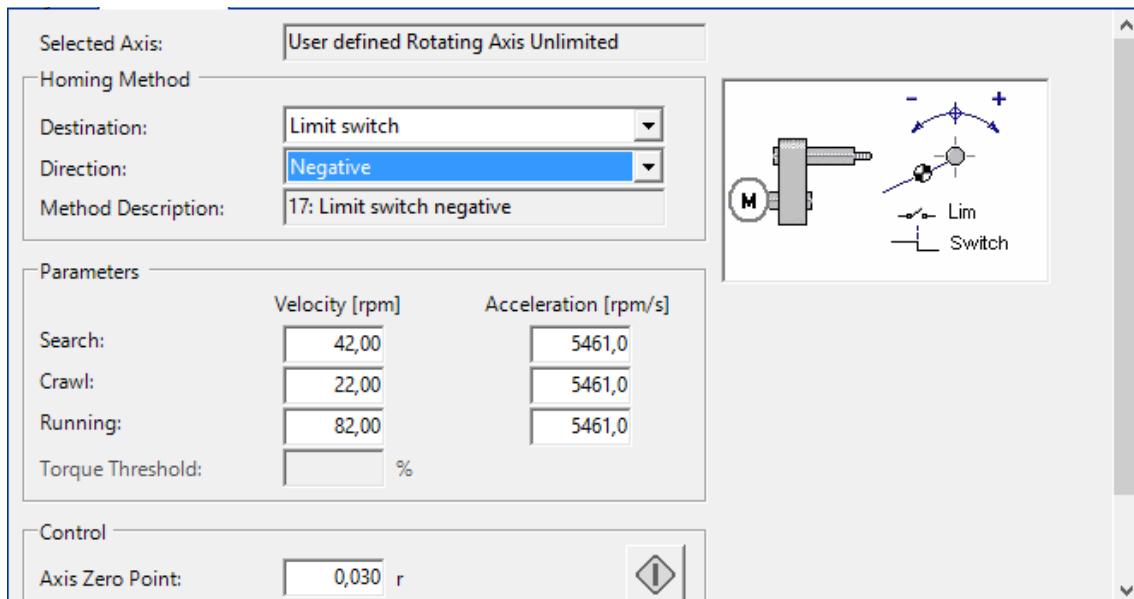 Selected Axis: User defined Rotating Axis Unlimited
Homing Method
Destination: Limit switch
Direction: Negative
Method Description: 17: Limit switch negative
- +
M
Lim
Switch
Parameters
Velocity [rpm] Acceleration [rpm/s]
Search: 42,00 5461,0
Crawl: 22,00 5461,0
Running: 82,00 5461,0
Torque Threshold: %
Control
Axis Zero Point: 0,030 r